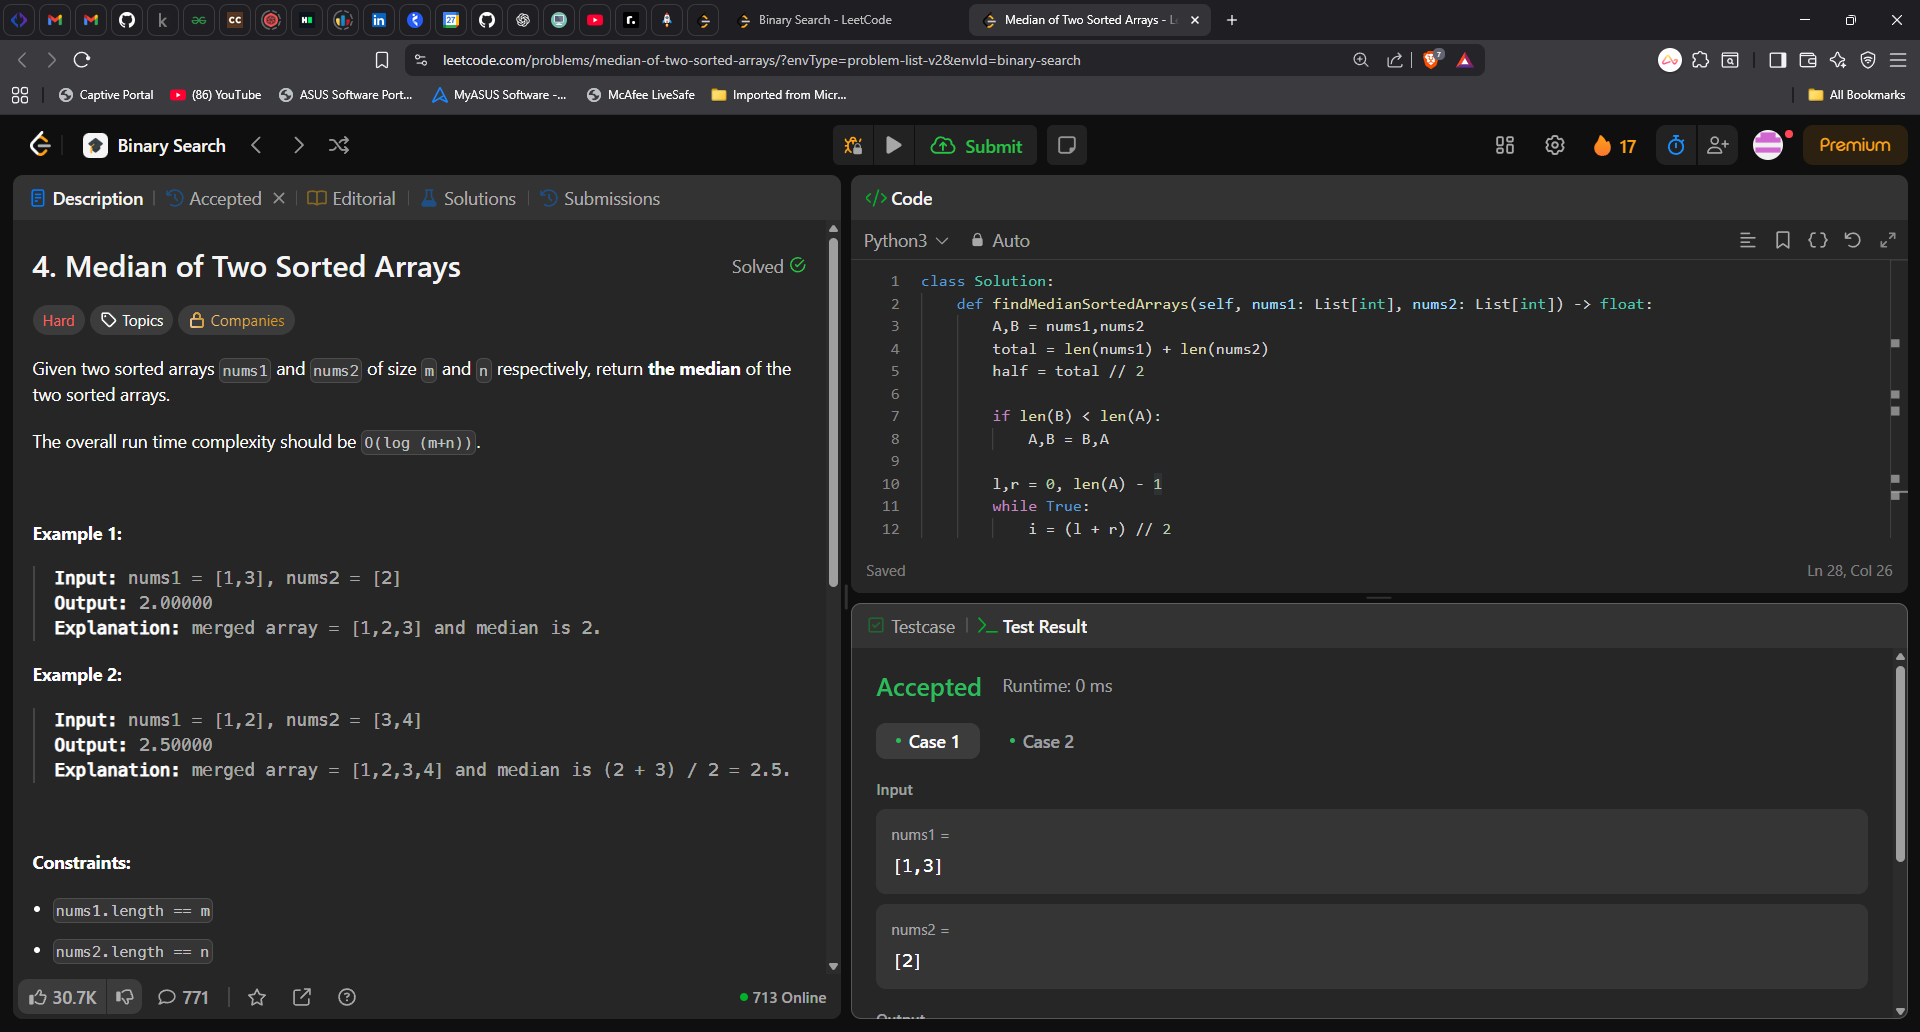 Binary Search - LeetCode
Median of Two Sorted Arrays - L
leetcode.com/problems/median-of-two-sorted-arrays/?envType=problem-list-v2&envId=binary-search
7
Captive Portal
(86) YouTube
ASUS Software Port...
MyASUS Software -...
McAfee LiveSafe
Imported from Micr...
All Bookmarks
Binary Search
Submit
17
Premium
Description
Accepted
Editorial
Solutions
Submissions
4. Median of Two Sorted Arrays
Solved
Hard
Topics
Companies
Given two sorted arrays nums1 and nums2 of size m and n respectively, return the median of the
two sorted arrays.
The overall run time complexity should be O(log (m+n)).
Example 1:
Input: nums1 = [1,3], nums2 = [2]
Output: 2.00000
Explanation: merged array = [1,2,3] and median is 2.
Example 2:
Input: nums1 = [1,2], nums2 = [3,4]
Output: 2.50000
Explanation: merged array = [1,2,3,4] and median is (2 + 3) / 2 = 2.5.
Constraints:
• nums1.length == m
• nums2.length == n
30.7K
771
713 Online
</> Code
Python3
Auto
1 class Solution:
2 def findMedianSortedArrays(self, nums1: List[int], nums2: List[int]) -> float:
3 A,B = nums1,nums2
4 total = len(nums1) + len(nums2)
5 half = total // 2
6
7 if len(B) < len(A):
8 A,B = B,A
9
10 l,r = 0, len(A) - 1
11 while True:
12 i = (l + r) // 2
Saved
Ln 28, Col 26
Testcase
Test Result
Accepted
Runtime: 0 ms
Case 1
Case 2
Input
nums1 =
[1,3]
nums2 =
[2]